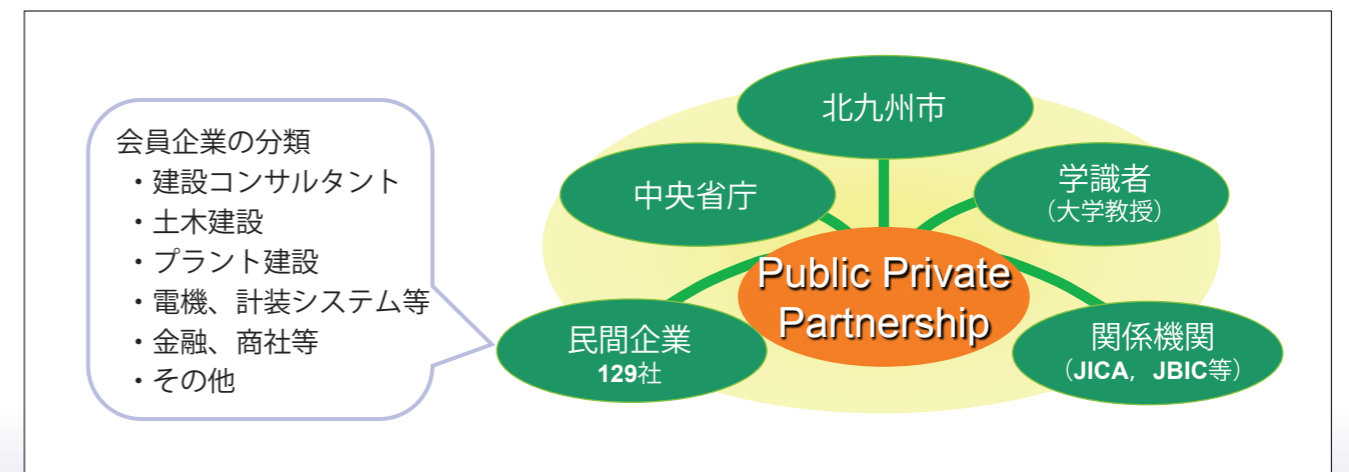 会員企業の分類
・建設コンサルタント
・土木建設
・プラント建設
・電機、計装システム等
・金融、商社等
・その他
北九州市
中央省庁
学識者
（大学教授）
Public Private
Partnership
民間企業
129社
関係機関
（JICA，JBIC等）